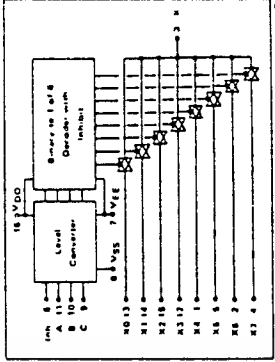 16 VDD
Binary to 1 of 8
Decoder with
Inhibit
Level
Converter
3 X
Inh 6
A 11
B 10
C 9
8 VSS
7 VEE
X0 13
X1 14
X2 15
X3 12
X4 1
X5 5
X6 2
X7 4